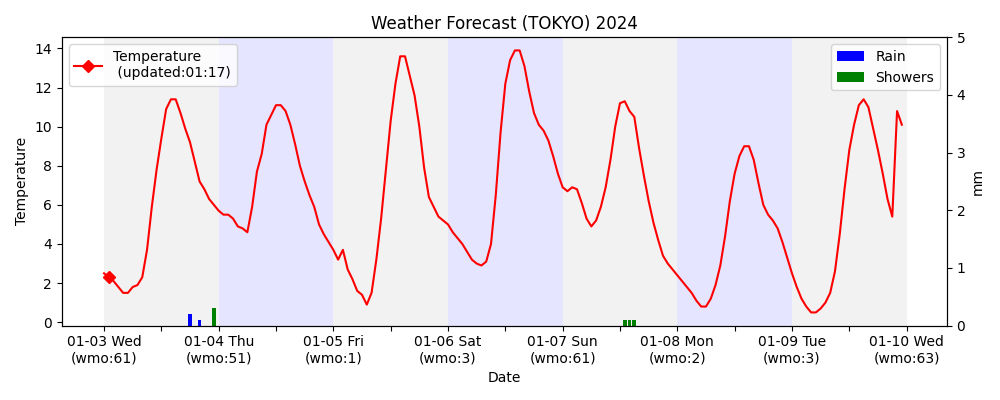 Weather Forecast (TOKYO) 2024
Temperature
(updated:01:17)
Rain
Showers
Temperature
14
12
10
8
6
4
2
0
5
4
3
2
1
0
mm
01-03 Wed
(wmo:61)
01-04 Thu
(wmo:51)
01-05 Fri
(wmo:1)
01-06 Sat
(wmo:3)
01-07 Sun
(wmo:61)
01-08 Mon
(wmo:2)
01-09 Tue
(wmo:3)
01-10 Wed
(wmo:63)
Date